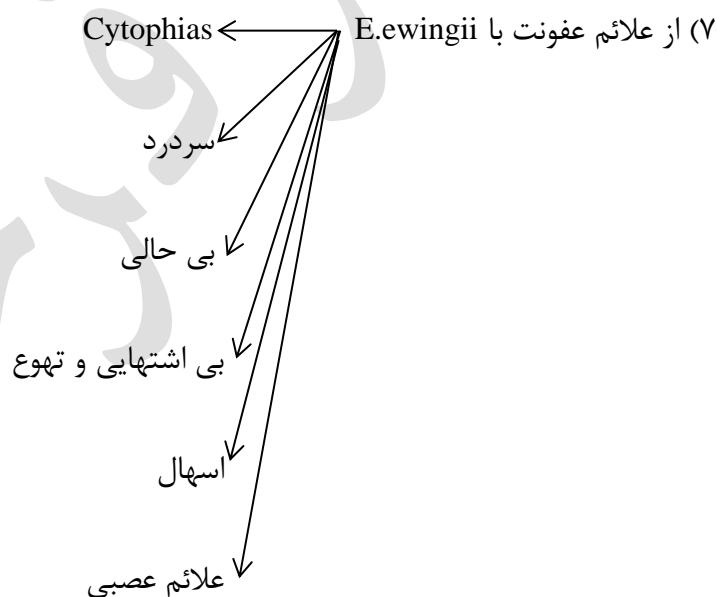 ۷) از علائم عفونت با E.ewingii
Cytophias
سردرد
بی حالی
بی اشتهایی و تهوع
اسهال
علائم عصبی